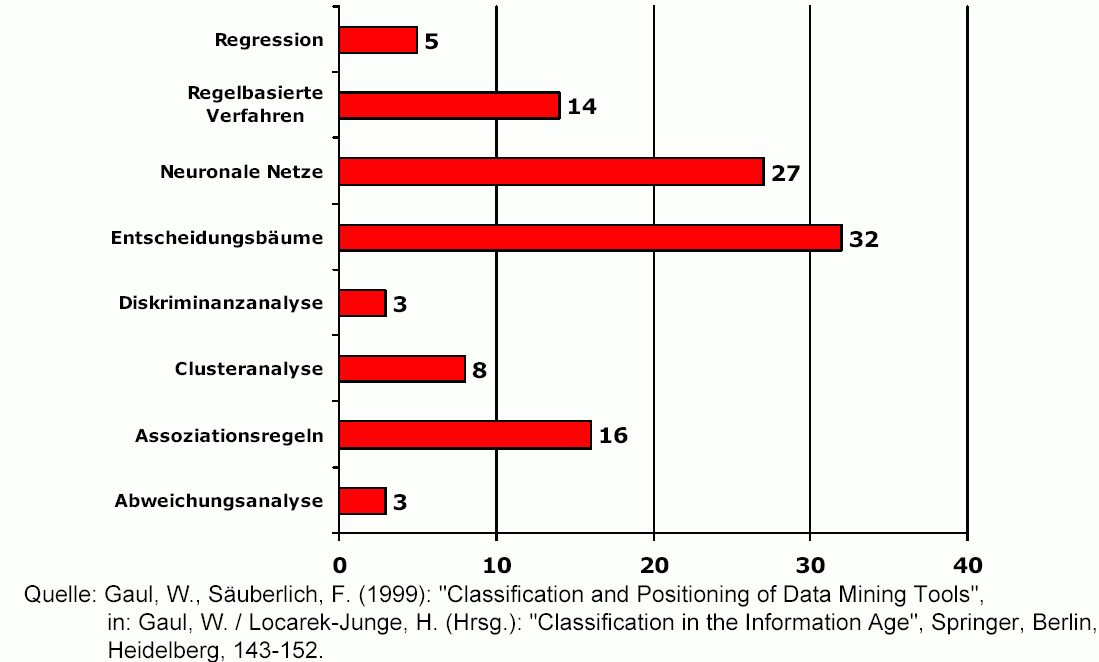 Regression
5
Regelbasierte
Verfahren
14
Neuronale Netze
27
Entscheidungsbäume
32
Diskriminanzanalyse
3
Clusteranalyse
8
Assoziationsregeln
16
Abweichungsanalyse
3
0 10 20 30 40
Quelle: Gaul, W., Säuberlich, F. (1999): "Classification and Positioning of Data Mining Tools",
in: Gaul, W. / Locarek-Junge, H. (Hrsg.): "Classification in the Information Age", Springer, Berlin,
Heidelberg, 143-152.